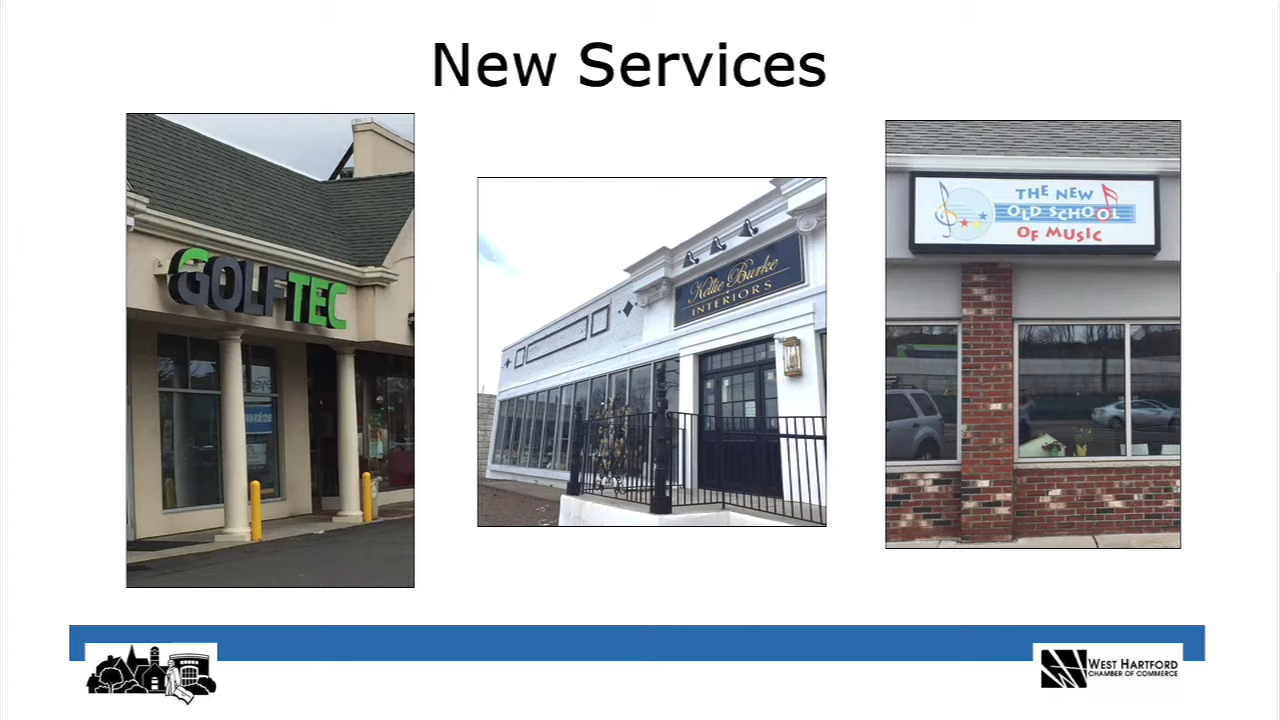 New Services
GOLFTEC
Kellie Burke
INTERIORS
THE NEW
OLD SCHOOL
OF MUSIC
WEST HARTFORD
CHAMBER OF COMMERCE